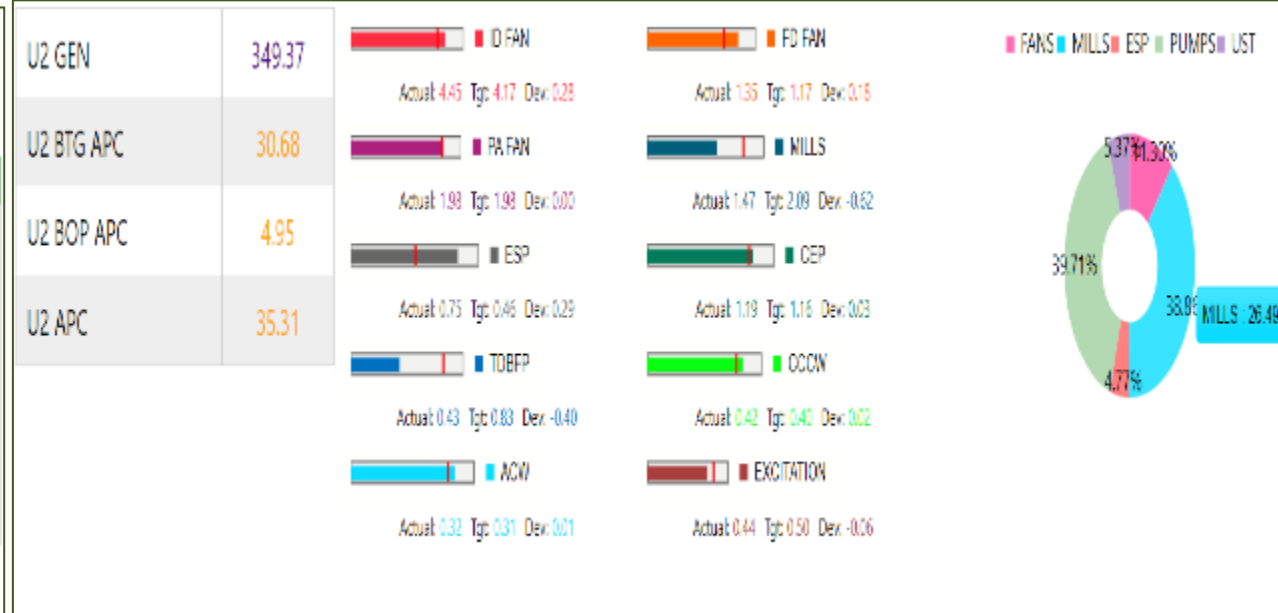 U2 GEN 349.37
U2 BTG APC 30.68
U2 BOP APC 4.95
U2 APC 35.31
ID FAN
Actual: 4.45 Tgt: 4.17 Dev: 0.28
FD FAN
Actual: 1.35 Tgt: 1.17 Dev: 0.18
PA FAN
Actual: 1.98 Tgt: 1.98 Dev: 0.00
MILLS
Actual: 1.47 Tgt: 2.09 Dev: -0.62
ESP
Actual: 0.75 Tgt: 0.46 Dev: 0.29
CEP
Actual: 1.19 Tgt: 1.16 Dev: 0.03
TDBFP
Actual: 0.43 Tgt: 0.83 Dev: -0.40
CCCW
Actual: 0.42 Tgt: 0.40 Dev: 0.02
ACW
Actual: 0.32 Tgt: 0.31 Dev: 0.01
EXCITATION
Actual: 0.44 Tgt: 0.50 Dev: -0.06
FANS MILLS ESP PUMPS UST
5.37%
39.71%
38.8
MILLS : 26.49
4.77%